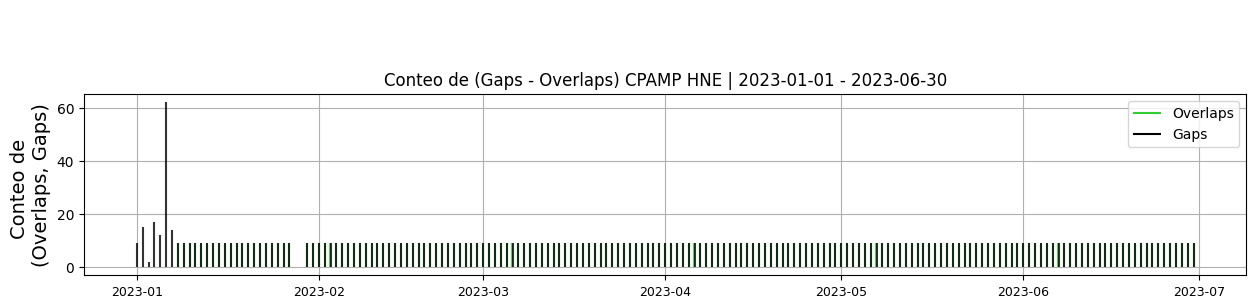 Conteo de (Gaps - Overlaps) CPAMP HNE | 2023-01-01 - 2023-06-30
Conteo de
(Overlaps, Gaps)
60
40
20
0
Overlaps
Gaps
2023-01
2023-02
2023-03
2023-04
2023-05
2023-06
2023-07